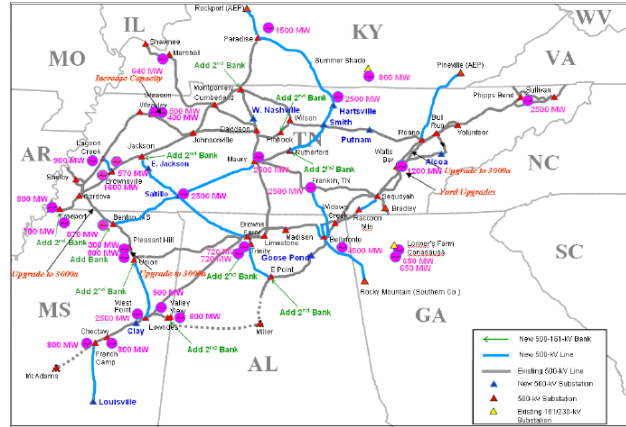 Rockport (AEP)
IL
KY
WV
MO
1500 MW
Shawnee
Paradise
Marshall
Summer Shade
Pineville (AEP)
VA
640 MW
Add 2nd Bank
800 MW
Increase Capacity
Montgomery
Phipps Bend
Sullivan
Gleason
Cumberland
Add 2nd Bank
2500 MW
2500 MW
Weakley
500 MW
400 MW
W. Nashville
Wilson
Hartsville
Bull Run
Smith
Volunteer
Johnsonville
Davidson
Pinhook
TN
Putnam
Roane
AR
Lagoon Creek
Jackson
Rutherford
Watts Bar
NC
900 MW
Add 2nd Bank
Maury
Alcoa
Brownsville
570 MW
E. Jackson
1200 MW
Upgrade to 3000a
Shelby
1600 MW
2500 MW
Franklin, TN
Yard Upgrades
800 MW
Cordova
Saltillo
2500 MW
2500 MW
Sequoyah
Freeport
Widows Creek
Bradley
700 MW
870 MW
Benton, MS
Raccoon Mtn
Add 2nd Bank
Browns Ferry
Madison
SC
Pleasant Hill
Limestone
Bellefonte
300 MW
720 MW
Trinity
Looner's Farm
800 MW
720 MW
Goose Pond
Conasauga
Upgrade to 3000a
Add Bank
Union
Upgrade to 3000a
650 MW
650 MW
E Point
Add 2nd Bank
Rocky Mountain (Southern Co.)
500 MW
MS
West Point
Valley View
Add 2nd Bank
GA
2500 MW
800 MW
Clay
Lowndes
Choctaw
Add 2nd Bank
Miller
800 MW
French Camp
800 MW
AL
McAdams
Louisville
New 500-161-kV Bank
New 500-kV Line
Existing 500-kV Line
New 500-kV Substation
500-kV Substation
Existing 161/230-kV
Substation